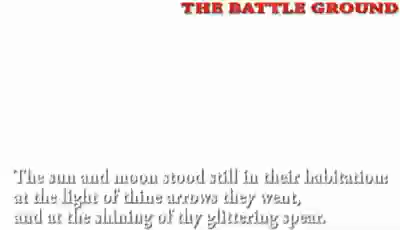 THE BATTLE GROUND
The sun and moon stood still in their habitation:
at the light of thine arrows they went,
and at the shining of thy glittering spear.